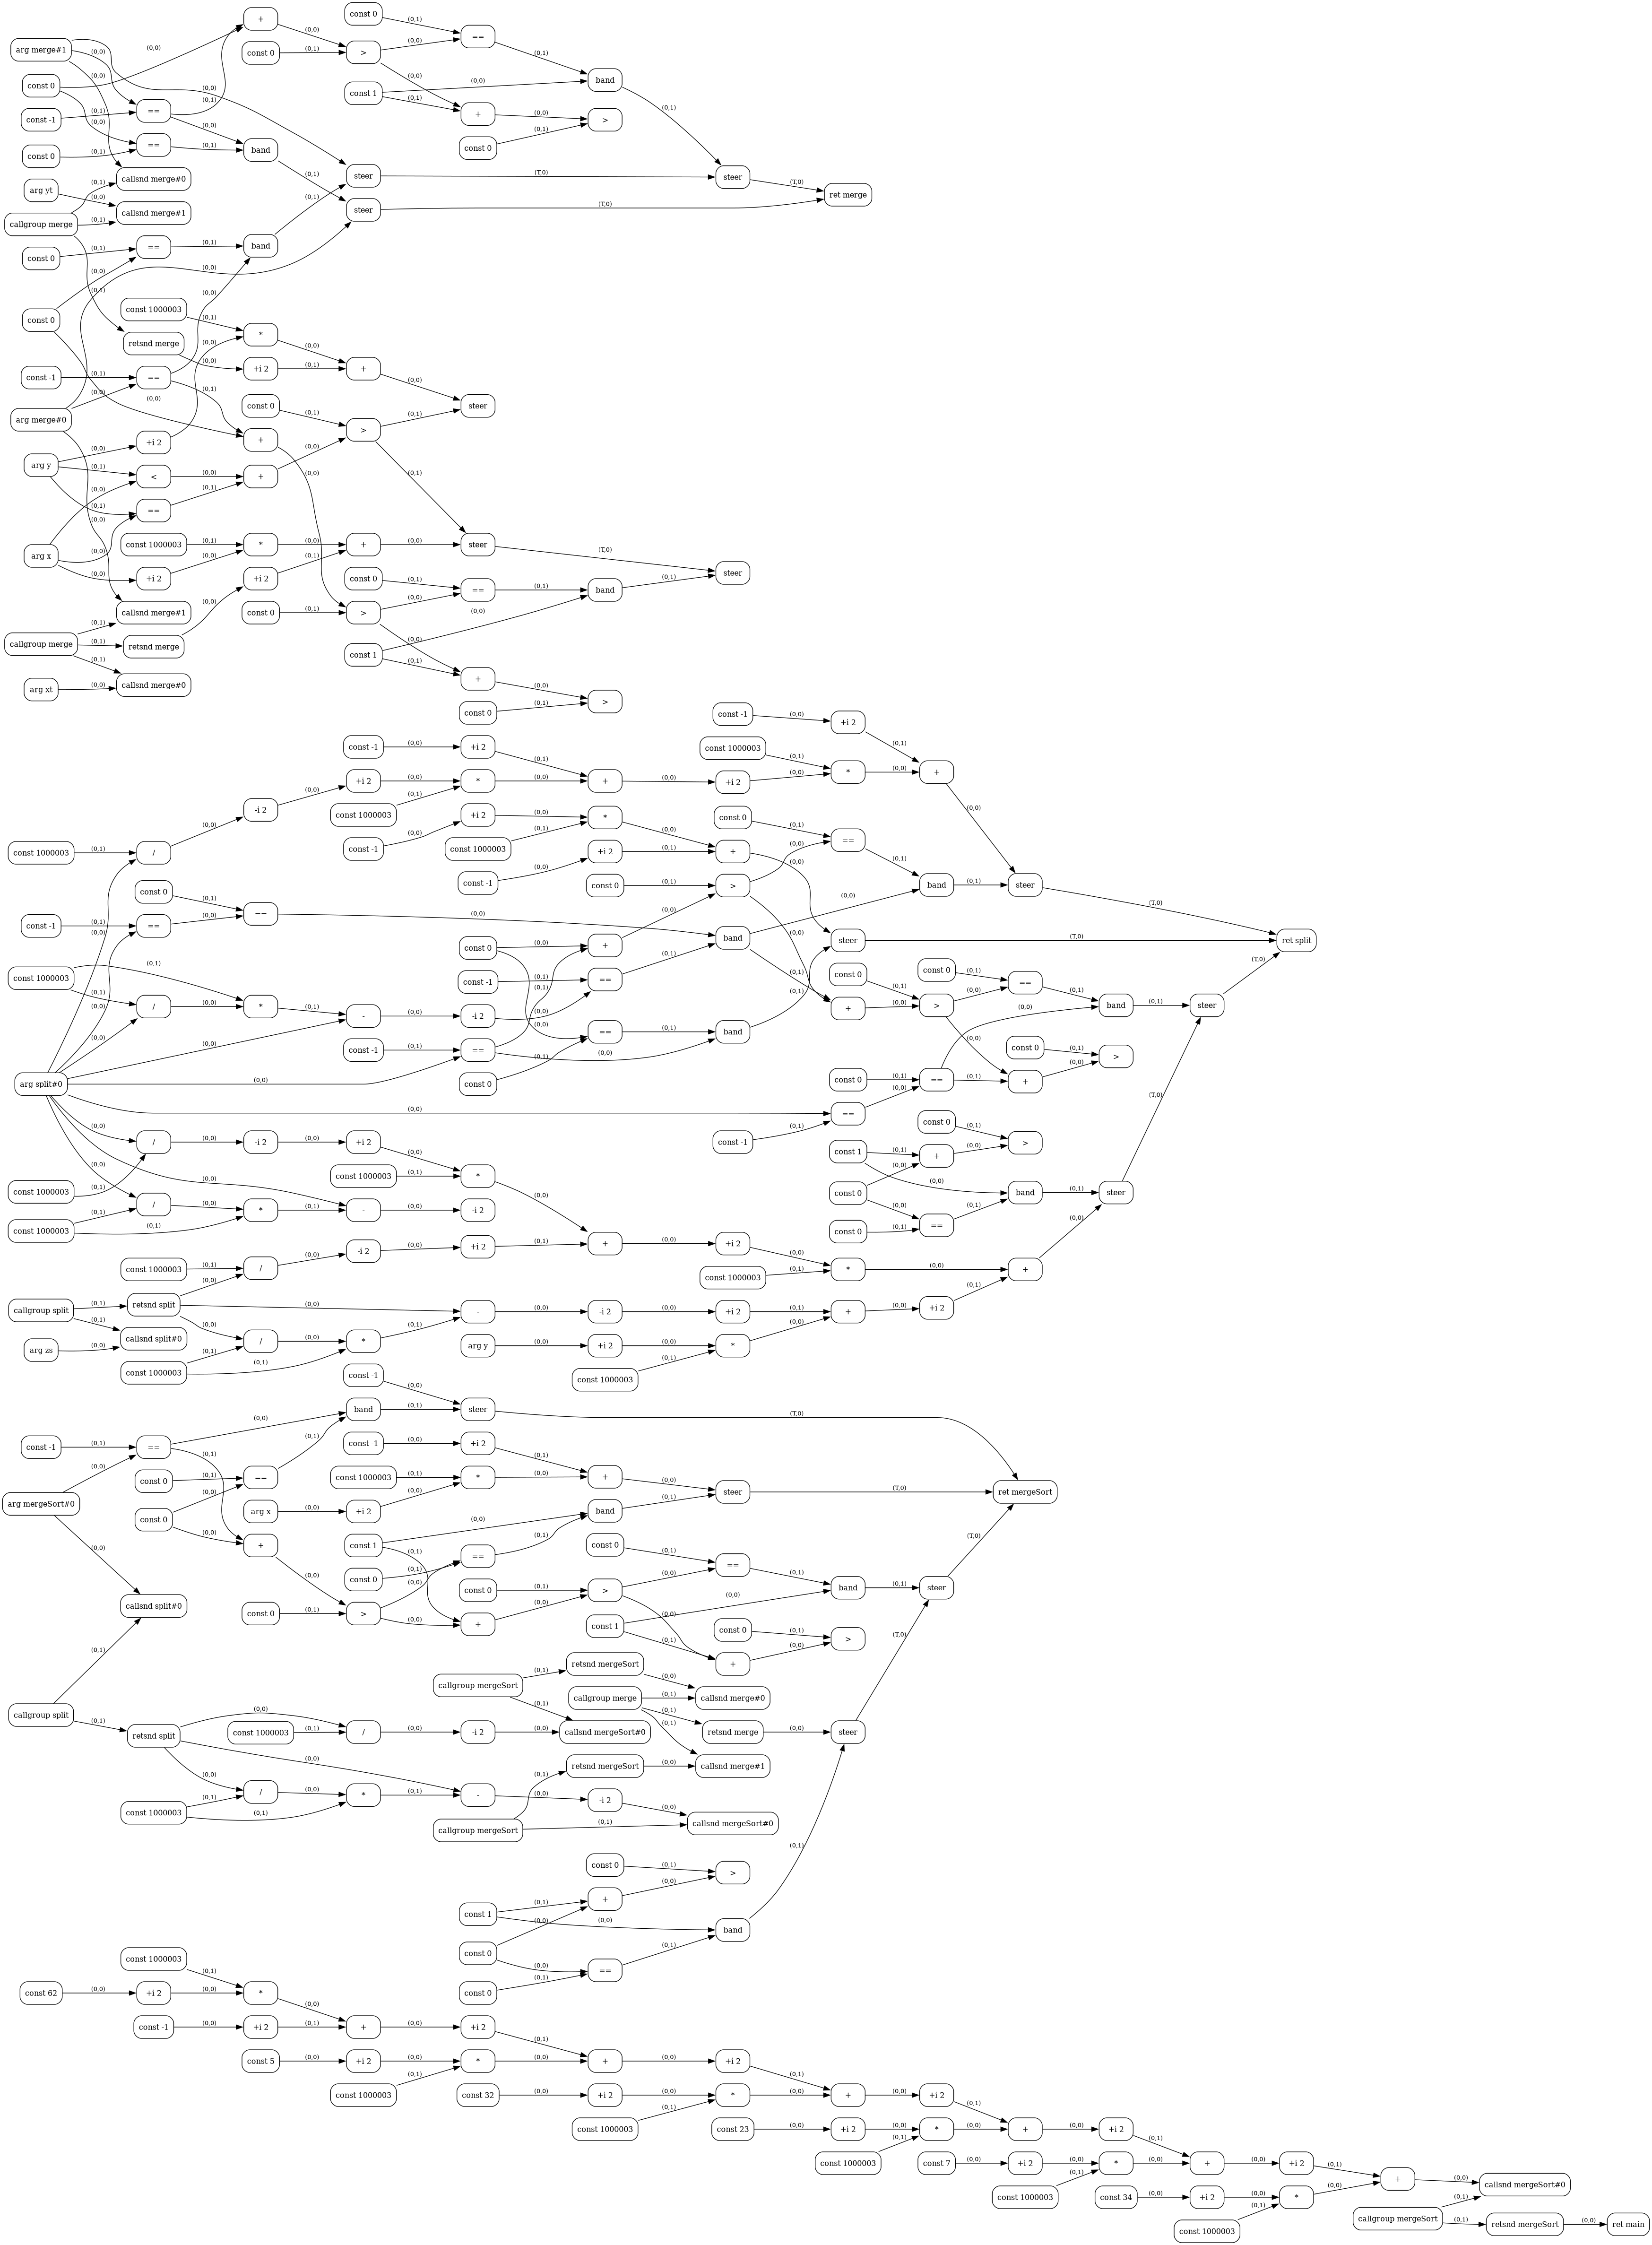 const 0
(0,1)
+
(0,0)
==
arg merge#1
(0,0)
(0,0)
const 0
(0,1)
>
(0,0)
(0,1)
(0,0)
band
const 0
(0,0)
(0,0)
const 1
(0,0)
(0,1)
(0,1)
(0,1)
const -1
(0,1)
==
(0,1)
+
(0,0)
>
(0,0)
(0,0)
(0,1)
const 0
==
(0,1)
band
const 0
(0,1)
callsnd merge#0
(0,1)
steer
(T,0)
steer
(T,0)
ret merge
arg yt
(0,1)
(0,0)
(0,1)
callsnd merge#1
steer
(T,0)
callgroup merge
(0,1)
const 0
(0,1)
==
(0,1)
band
(0,0)
(0,0)
(0,1)
(0,0)
const 1000003
const 0
(0,1)
*
retsnd merge
(0,0)
(0,0)
(0,0)
+i 2
(0,1)
+
const -1
(0,1)
==
(0,0)
(0,0)
(0,1)
(0,0)
const 0
(0,1)
steer
arg merge#0
>
(0,1)
+i 2
+
(0,0)
arg y
(0,0)
(0,1)
<
(0,0)
+
(0,0)
(0,1)
(0,0)
(0,1)
==
(0,1)
(0,0)
const 1000003
(0,1)
*
(0,0)
+
(0,0)
steer
(T,0)
arg x
(0,0)
(0,0)
(0,1)
(0,0)
+i 2
+i 2
const 0
(0,1)
==
(0,1)
band
(0,1)
steer
callsnd merge#1
(0,0)
const 0
(0,1)
>
(0,0)
(0,0)
callgroup merge
(0,1)
(0,1)
retsnd merge
(0,0)
const 1
(0,1)
(0,1)
arg xt
(0,0)
callsnd merge#0
+
(0,0)
>
const 0
(0,1)
const -1
(0,0)
+i 2
const -1
(0,0)
+i 2
(0,1)
const 1000003
(0,1)
(0,1)
+i 2
(0,0)
*
(0,0)
+
(0,0)
+i 2
(0,0)
*
(0,0)
+
-i 2
(0,0)
const 1000003
(0,1)
+i 2
(0,0)
*
(0,0)
const 0
(0,1)
(0,0)
const -1
(0,0)
const 1000003
(0,1)
const 1000003
(0,1)
/
(0,0)
+i 2
(0,1)
+
(0,0)
(0,0)
==
(0,1)
const -1
(0,0)
const 0
(0,1)
>
band
(0,1)
steer
const 0
(0,1)
==
(0,0)
(0,0)
(0,0)
(T,0)
const -1
(0,1)
(0,0)
==
(0,0)
const 0
(0,0)
+
band
(0,0)
steer
(T,0)
ret split
(0,1)
(0,1)
const 1000003
(0,1)
const -1
(0,1)
(0,1)
==
(0,1)
const 0
(0,1)
const 0
(0,1)
==
(T,0)
(0,1)
/
(0,0)
*
(0,1)
-
(0,0)
-i 2
(0,0)
(0,1)
+
(0,0)
>
(0,0)
(0,1)
band
(0,1)
steer
(0,0)
(0,0)
(0,0)
==
(0,1)
band
(0,0)
(0,0)
const -1
(0,1)
==
(0,0)
const 0
(0,1)
>
arg split#0
(0,0)
const 0
(0,1)
const 0
(0,1)
==
(0,1)
+
(0,0)
(0,0)
(0,0)
==
(T,0)
(0,0)
/
(0,0)
-i 2
(0,0)
+i 2
const -1
(0,1)
const 0
(0,1)
>
(0,0)
const 1
(0,1)
+
(0,0)
(0,0)
const 1000003
(0,1)
(0,0)
const 1000003
(0,1)
*
(0,0)
const 0
(0,0)
band
(0,1)
steer
/
(0,0)
*
(0,1)
-
(0,0)
-i 2
(0,0)
(0,1)
const 1000003
(0,1)
(0,1)
const 0
(0,1)
==
(0,0)
const 1000003
(0,1)
/
(0,0)
-i 2
(0,0)
+i 2
(0,1)
+
(0,0)
+i 2
(0,0)
*
(0,0)
+
(0,0)
const 1000003
(0,1)
callgroup split
(0,1)
retsnd split
(0,0)
-
(0,0)
-i 2
(0,0)
+i 2
(0,1)
+
(0,0)
+i 2
(0,1)
(0,1)
callsnd split#0
(0,0)
/
(0,0)
*
(0,1)
arg y
(0,0)
+i 2
(0,0)
*
(0,0)
arg zs
(0,0)
const 1000003
(0,1)
(0,1)
const 1000003
(0,1)
const -1
(0,0)
band
(0,1)
steer
(T,0)
const -1
(0,1)
==
(0,0)
(0,1)
(0,1)
const -1
(0,0)
+i 2
(0,1)
(0,0)
const 0
(0,1)
==
const 1000003
(0,1)
*
(0,0)
+
(0,0)
arg mergeSort#0
(0,0)
arg x
(0,0)
+i 2
(0,0)
steer
(T,0)
ret mergeSort
const 0
(0,0)
const 1
(0,0)
band
(0,1)
(0,1)
(0,1)
const 0
(0,1)
(T,0)
(0,0)
+
(0,0)
const 0
(0,1)
==
(0,0)
==
(0,1)
const 0
(0,1)
>
(0,0)
band
(0,1)
steer
callsnd split#0
const 0
(0,1)
>
(0,0)
+
(0,0)
const 1
(0,0)
(0,0)
(0,1)
const 0
(0,1)
>
(T,0)
(0,1)
callgroup mergeSort
(0,1)
retsnd mergeSort
(0,0)
+
(0,0)
(0,1)
callgroup merge
(0,1)
callsnd merge#0
callgroup split
(0,1)
retsnd split
(0,0)
const 1000003
(0,1)
/
(0,0)
-i 2
(0,0)
callsnd mergeSort#0
(0,1)
(0,1)
retsnd merge
(0,0)
steer
(0,0)
(0,0)
(0,1)
retsnd mergeSort
(0,0)
callsnd merge#1
const 1000003
(0,1)
/
(0,0)
*
(0,1)
-
(0,0)
-i 2
(0,0)
(0,1)
callgroup mergeSort
(0,1)
callsnd mergeSort#0
(0,1)
const 0
(0,1)
>
const 1
(0,1)
+
(0,0)
(0,0)
(0,0)
band
const 0
(0,0)
==
(0,1)
const 0
(0,1)
const 1000003
(0,1)
const 62
(0,0)
+i 2
(0,0)
*
(0,0)
const -1
(0,0)
+i 2
(0,1)
+
(0,0)
+i 2
(0,1)
const 5
(0,0)
+i 2
(0,0)
*
(0,0)
+
(0,0)
+i 2
(0,1)
const 1000003
(0,1)
const 32
(0,0)
+i 2
(0,0)
*
(0,0)
+
(0,0)
+i 2
(0,1)
const 1000003
(0,1)
const 23
(0,0)
+i 2
(0,0)
*
(0,0)
+
(0,0)
+i 2
(0,1)
const 1000003
(0,1)
const 7
(0,0)
+i 2
(0,0)
*
(0,0)
+
(0,0)
+i 2
(0,1)
+
(0,0)
callsnd mergeSort#0
const 1000003
(0,1)
const 34
(0,0)
+i 2
(0,0)
*
(0,0)
const 1000003
(0,1)
callgroup mergeSort
(0,1)
(0,1)
retsnd mergeSort
(0,0)
ret main